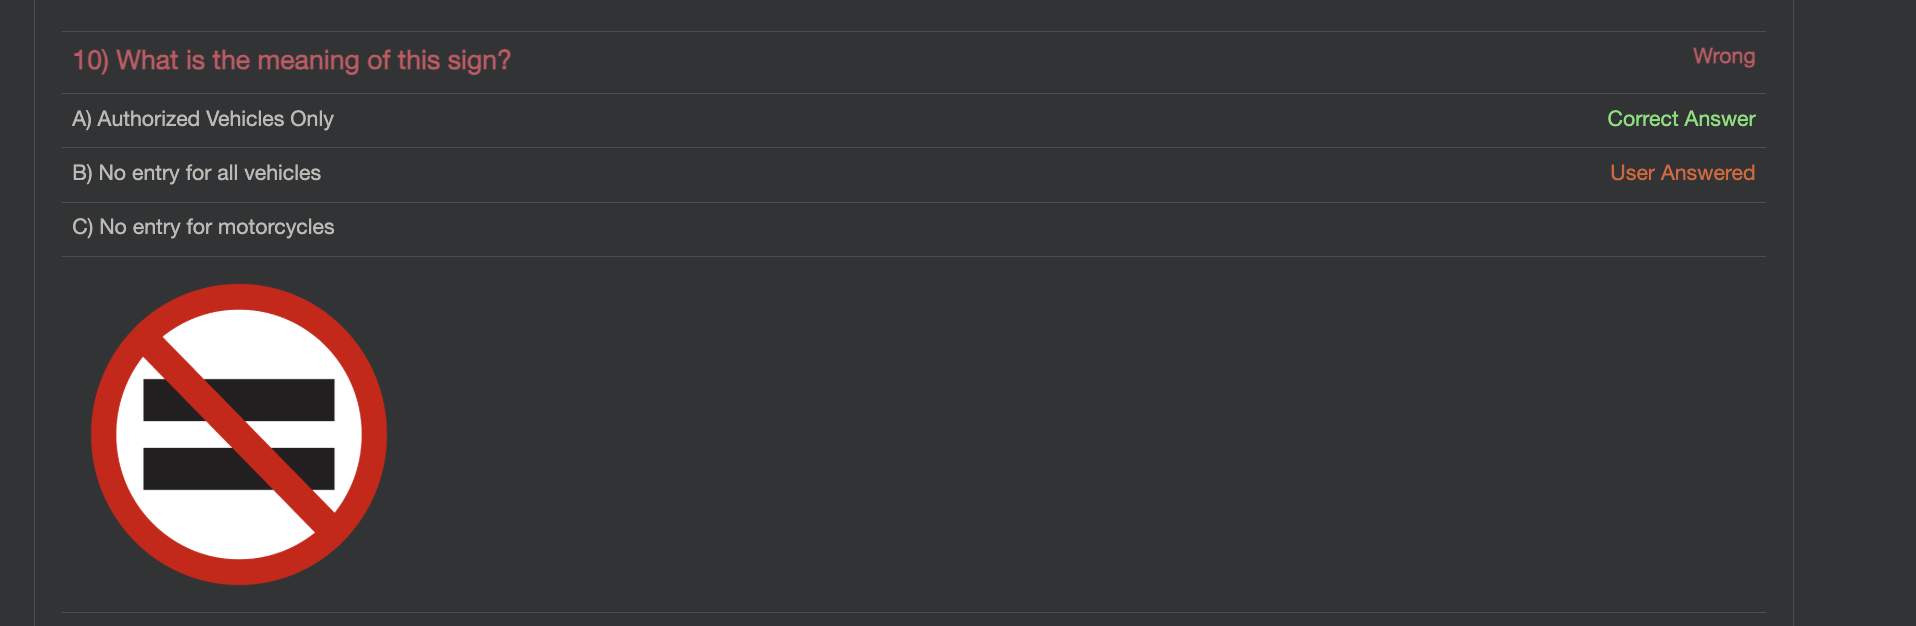 10) What is the meaning of this sign?
Wrong
A) Authorized Vehicles Only
Correct Answer
B) No entry for all vehicles
User Answered
C) No entry for motorcycles